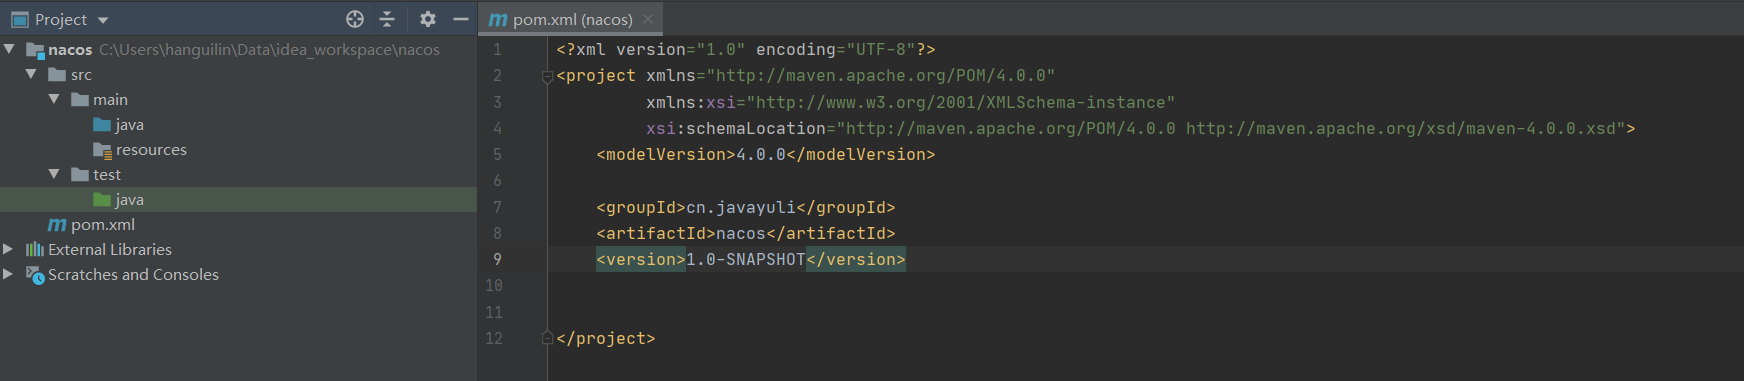 Project
nacos C:\Users\hanguilin\Data\idea_workspace\nacos
src
main
java
resources
test
java
m pom.xml
External Libraries
Scratches and Consoles
m pom.xml (nacos)
1 <?xml version="1.0" encoding="UTF-8"?>
2 <project xmlns="http://maven.apache.org/POM/4.0.0"
3 xmlns:xsi="http://www.w3.org/2001/XMLSchema-instance"
4 xsi:schemaLocation="http://maven.apache.org/POM/4.0.0 http://maven.apache.org/xsd/maven-4.0.0.xsd">
5 <modelVersion>4.0.0</modelVersion>
6
7 <groupId>cn.javayuli</groupId>
8 <artifactId>nacos</artifactId>
9 <version>1.0-SNAPSHOT</version>
10
11
12 </project>